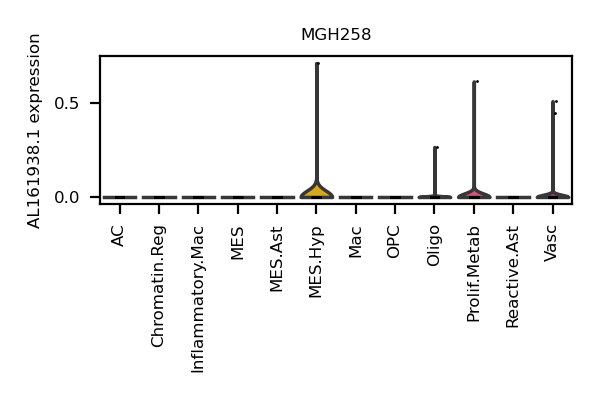 MGH258
AL161938.1 expression
0.5
0.0
AC
Chromatin.Reg
Inflammatory.Mac
MES
MES.Ast
MES.Hyp
Mac
OPC
Oligo
Prolif.Metab
Reactive.Ast
Vasc